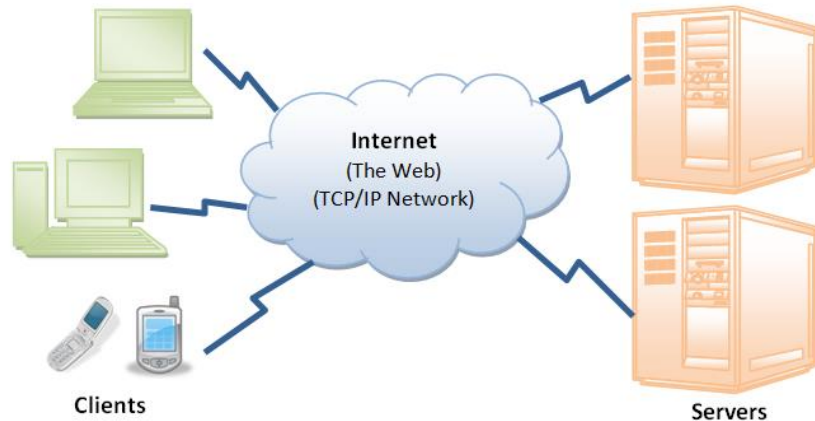 Internet
(The Web)
(TCP/IP Network)
Clients
Servers